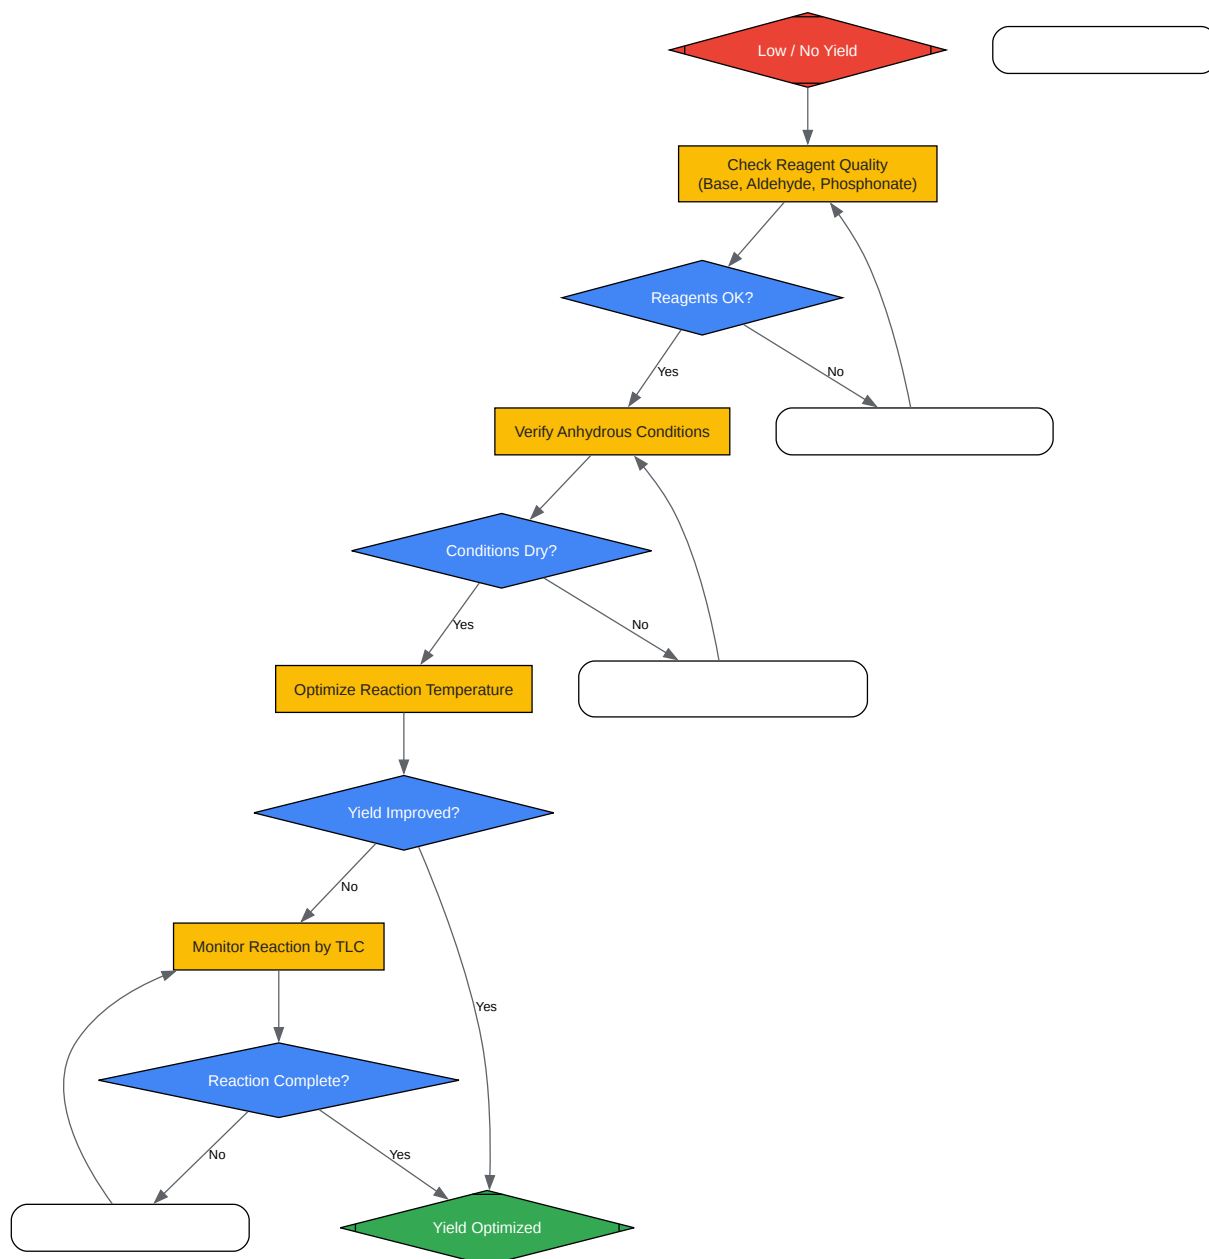 Low / No Yield
Check Reagent Quality
(Base, Aldehyde, Phosphonate)
Reagents OK?
Yes
No
Verify Anhydrous Conditions
Conditions Dry?
Yes
No
Optimize Reaction Temperature
Yield Improved?
No
Monitor Reaction by TLC
Yes
Reaction Complete?
No
Yes
Yield Optimized